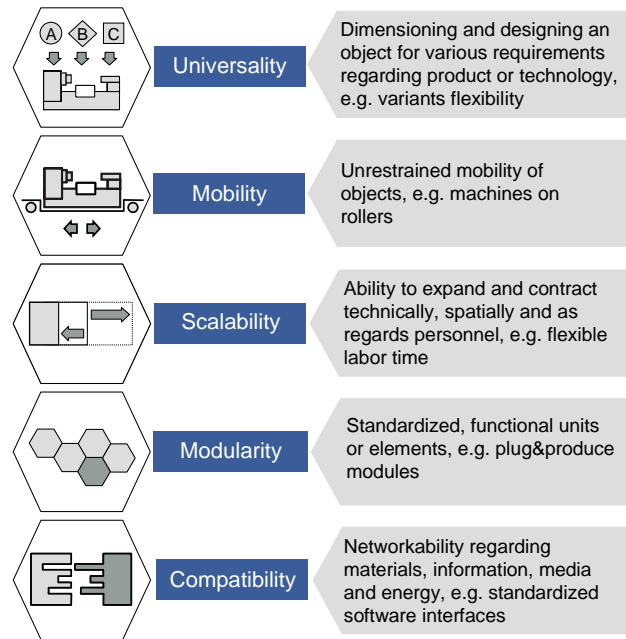 A B C
Universality
Dimensioning and designing an
object for various requirements
regarding product or technology,
e.g. variants flexibility
Mobility
Unrestrained mobility of
objects, e.g. machines on
rollers
Scalability
Ability to expand and contract
technically, spatially and as
regards personnel, e.g. flexible
labor time
Modularity
Standardized, functional units
or elements, e.g. plug&produce
modules
Compatibility
Networkability regarding
materials, information, media
and energy, e.g. standardized
software interfaces